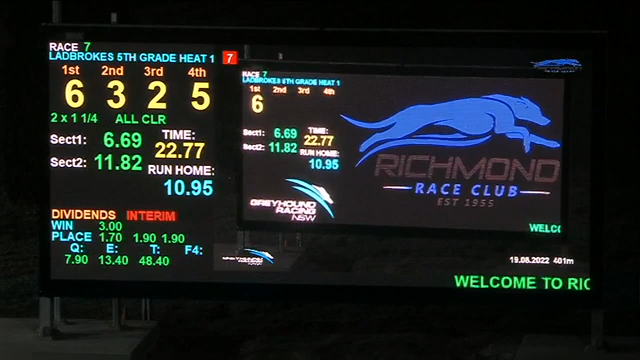 RACE 7
LADBROKES 5TH GRADE HEAT 1 7
1st 2nd 3rd 4th
6 3 2 5
2 x 1 1/4 ALL CLR
Sect1: 6.69 TIME:
22.77
Sect2: 11.82 RUN HOME:
10.95
DIVIDENDS INTERIM
WIN 3.00
PLACE 1.70 1.90 1.90
Q: E: T: F4:
7.90 13.40 48.40
RACE 7
LADBROKES 5TH GRADE HEAT 1
1st 2nd 3rd 4th
6
Sect1: 6.69 TIME:
22.77
Sect2: 11.82 RUN HOME:
10.95
GREYHOUND
RACING
NSW
RICHMOND
RACE CLUB
EST 1955
WELCO
19.08.2022 401m
WELCOME TO RIC